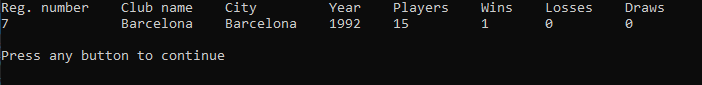 Reg. number Club name City Year Players Wins Losses Draws
7 Barcelona Barcelona 1992 15 1 0 0
Press any button to continue